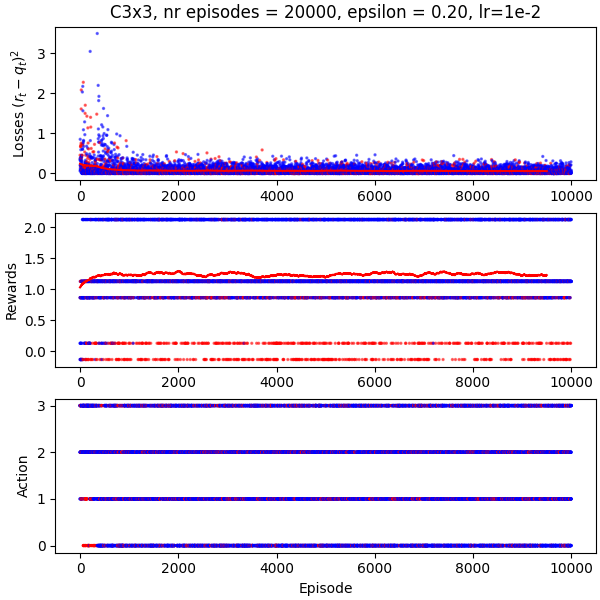 C3x3, nr episodes = 20000, epsilon = 0.20, lr=1e-2
Losses $(r_t - q_t)^2$
3
2
1
0
0 2000 4000 6000 8000 10000
Rewards
2.0
1.5
1.0
0.5
0.0
0 2000 4000 6000 8000 10000
Action
3
2
1
0
0 2000 4000 6000 8000 10000
Episode